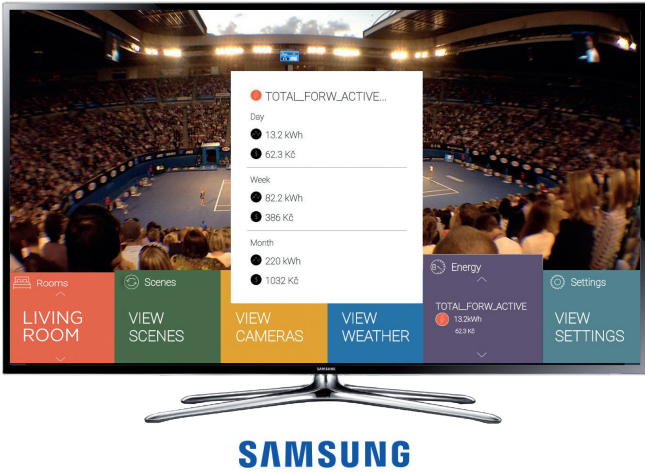 TOTAL_FORW_ACTIVE...
Day
13.2 kWh
62.3 Kč
Week
82.2 kWh
386 Kč
Month
220 kWh
1032 Kč
Rooms
LIVING
ROOM
Scenes
VIEW
SCENES
VIEW
CAMERAS
VIEW
WEATHER
Energy
TOTAL_FORW_ACTIVE
13.2kWh
62.3 Kč
Settings
VIEW
SETTINGS
SAMSUNG
SAMSUNG